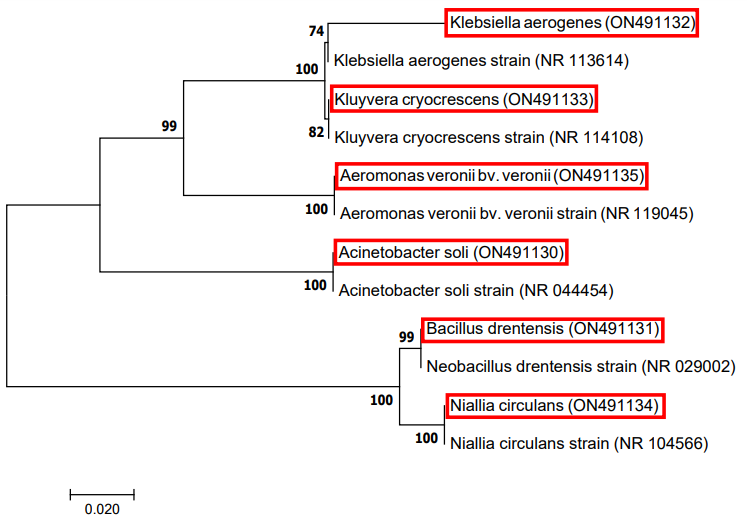 Klebsiella aerogenes (ON491132)
74
Klebsiella aerogenes strain (NR 113614)
100
Kluyvera cryocrescens (ON491133)
99
82
Kluyvera cryocrescens strain (NR 114108)
Aeromonas veronii bv. veronii (ON491135)
100
Aeromonas veronii bv. veronii strain (NR 119045)
Acinetobacter soli (ON491130)
100
Acinetobacter soli strain (NR 044454)
Bacillus drentensis (ON491131)
99
Neobacillus drentensis strain (NR 029002)
100
Niallia circulans (ON491134)
100
Niallia circulans strain (NR 104566)
0.020